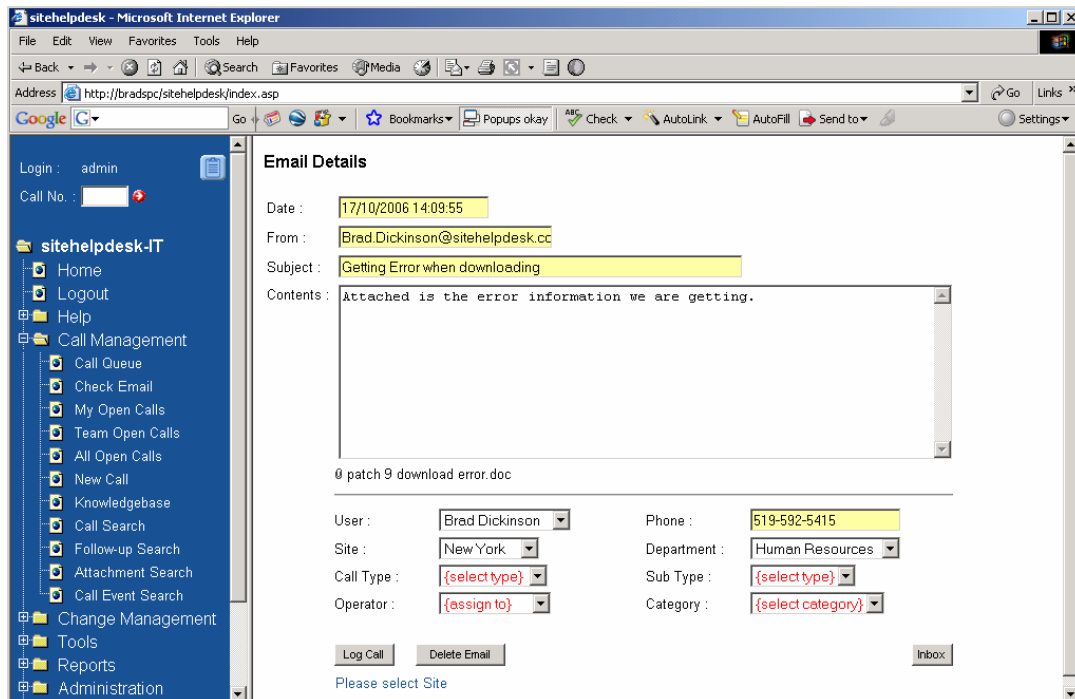 sitehelpdesk - Microsoft Internet Explorer
File Edit View Favorites Tools Help
Back Search Favorites Media
Address http://bradspc/sitehelpdesk/index.asp Go Links »
Google G Go Bookmarks Popups okay ABC Check AutoLink AutoFill Send to Settings
Login : admin
Call No. :
sitehelpdesk-IT
Home
Logout
Help
Call Management
Call Queue
Check Email
My Open Calls
Team Open Calls
All Open Calls
New Call
Knowledgebase
Call Search
Follow-up Search
Attachment Search
Call Event Search
Change Management
Tools
Reports
Administration
Email Details
Date : 17/10/2006 14:09:55
From : Brad.Dickinson@sitehelpdesk.cc
Subject : Getting Error when downloading
Contents : Attached is the error information we are getting.
patch 9 download error.doc
User : Brad Dickinson Phone : 519-592-5415
Site : New York Department : Human Resources
Call Type : {select type} Sub Type : {select type}
Operator : {assign to} Category : {select category}
Log Call Delete Email Inbox
Please select Site